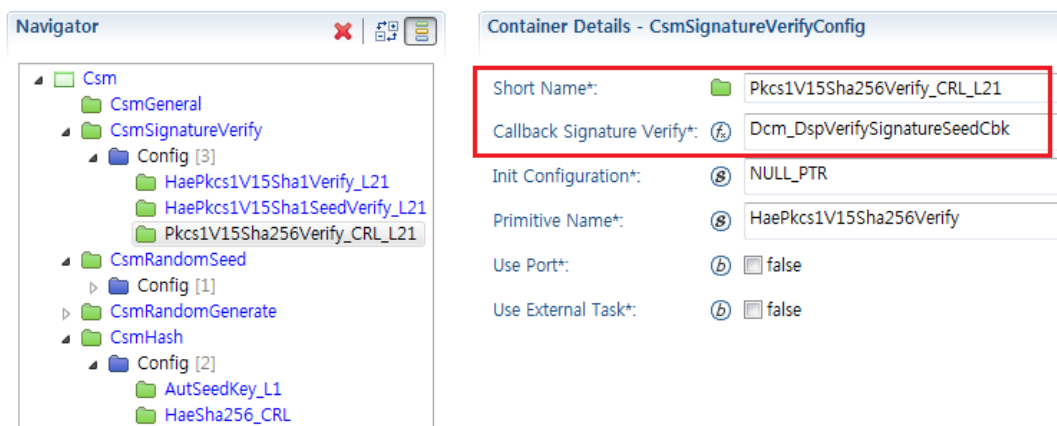 Navigator
Csm
CsmGeneral
CsmSignatureVerify
Config [3]
HaePkcs1V15Sha1Verify_L21
HaePkcs1V15Sha1SeedVerify_L21
Pkcs1V15Sha256Verify_CRL_L21
CsmRandomSeed
Config [1]
CsmRandomGenerate
CsmHash
Config [2]
AutSeedKey_L1
HaeSha256_CRL
Container Details - CsmSignatureVerifyConfig
Short Name*: Pkcs1V15Sha256Verify_CRL_L21
Callback Signature Verify*: Dcm_DspVerifySignatureSeedCbk
Init Configuration*: NULL_PTR
Primitive Name*: HaePkcs1V15Sha256Verify
Use Port*: false
Use External Task*: false